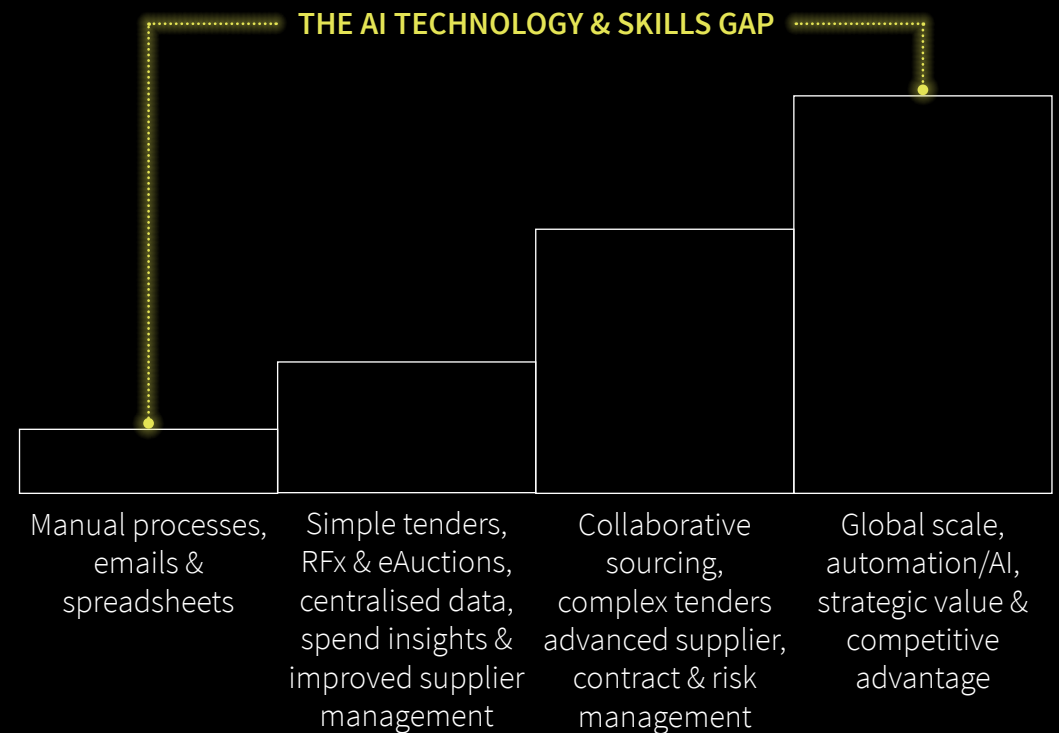 THE AI TECHNOLOGY & SKILLS GAP
Manual processes,
emails &
spreadsheets
Simple tenders,
RFx & eAuctions,
centralised data,
spend insights &
improved supplier
management
Collaborative
sourcing,
complex tenders
advanced supplier,
contract & risk
management
Global scale,
automation/AI,
strategic value &
competitive
advantage